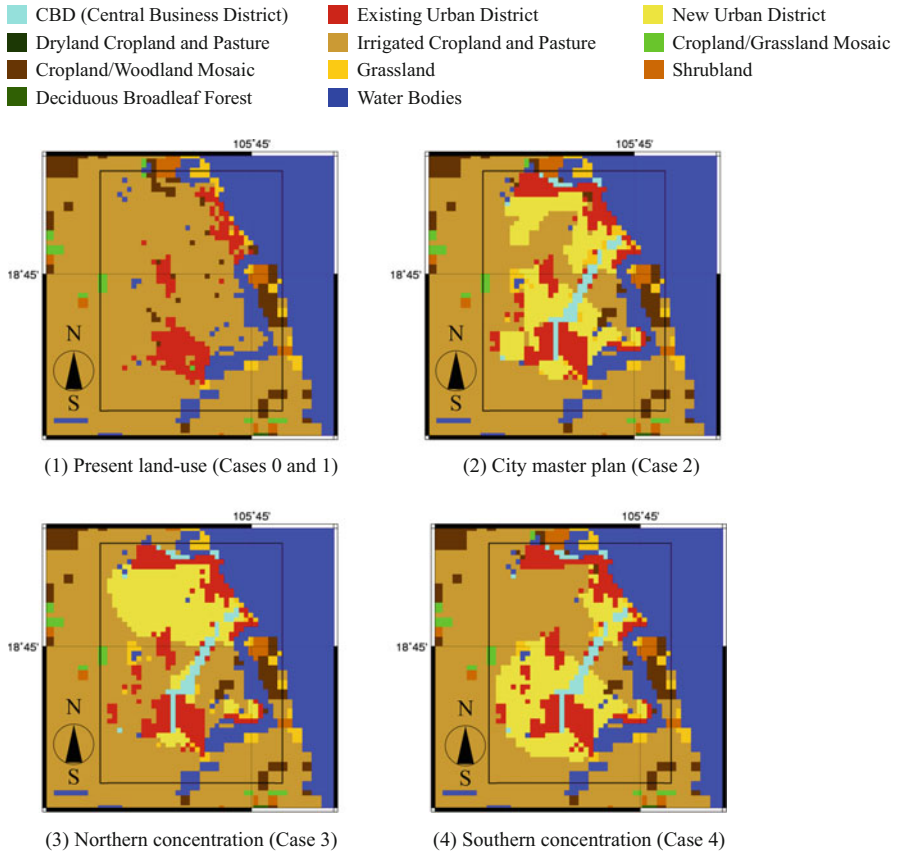 CBD (Central Business District)
Existing Urban District
New Urban District
Dryland Cropland and Pasture
Irrigated Cropland and Pasture
Cropland/Grassland Mosaic
Cropland/Woodland Mosaic
Grassland
Shrubland
Deciduous Broadleaf Forest
Water Bodies
105°45'
18°45'
N
S
(1) Present land-use (Cases 0 and 1)
105°45'
18°45'
N
S
(2) City master plan (Case 2)
105°45'
18°45'
N
S
(3) Northern concentration (Case 3)
105°45'
18°45'
N
S
(4) Southern concentration (Case 4)